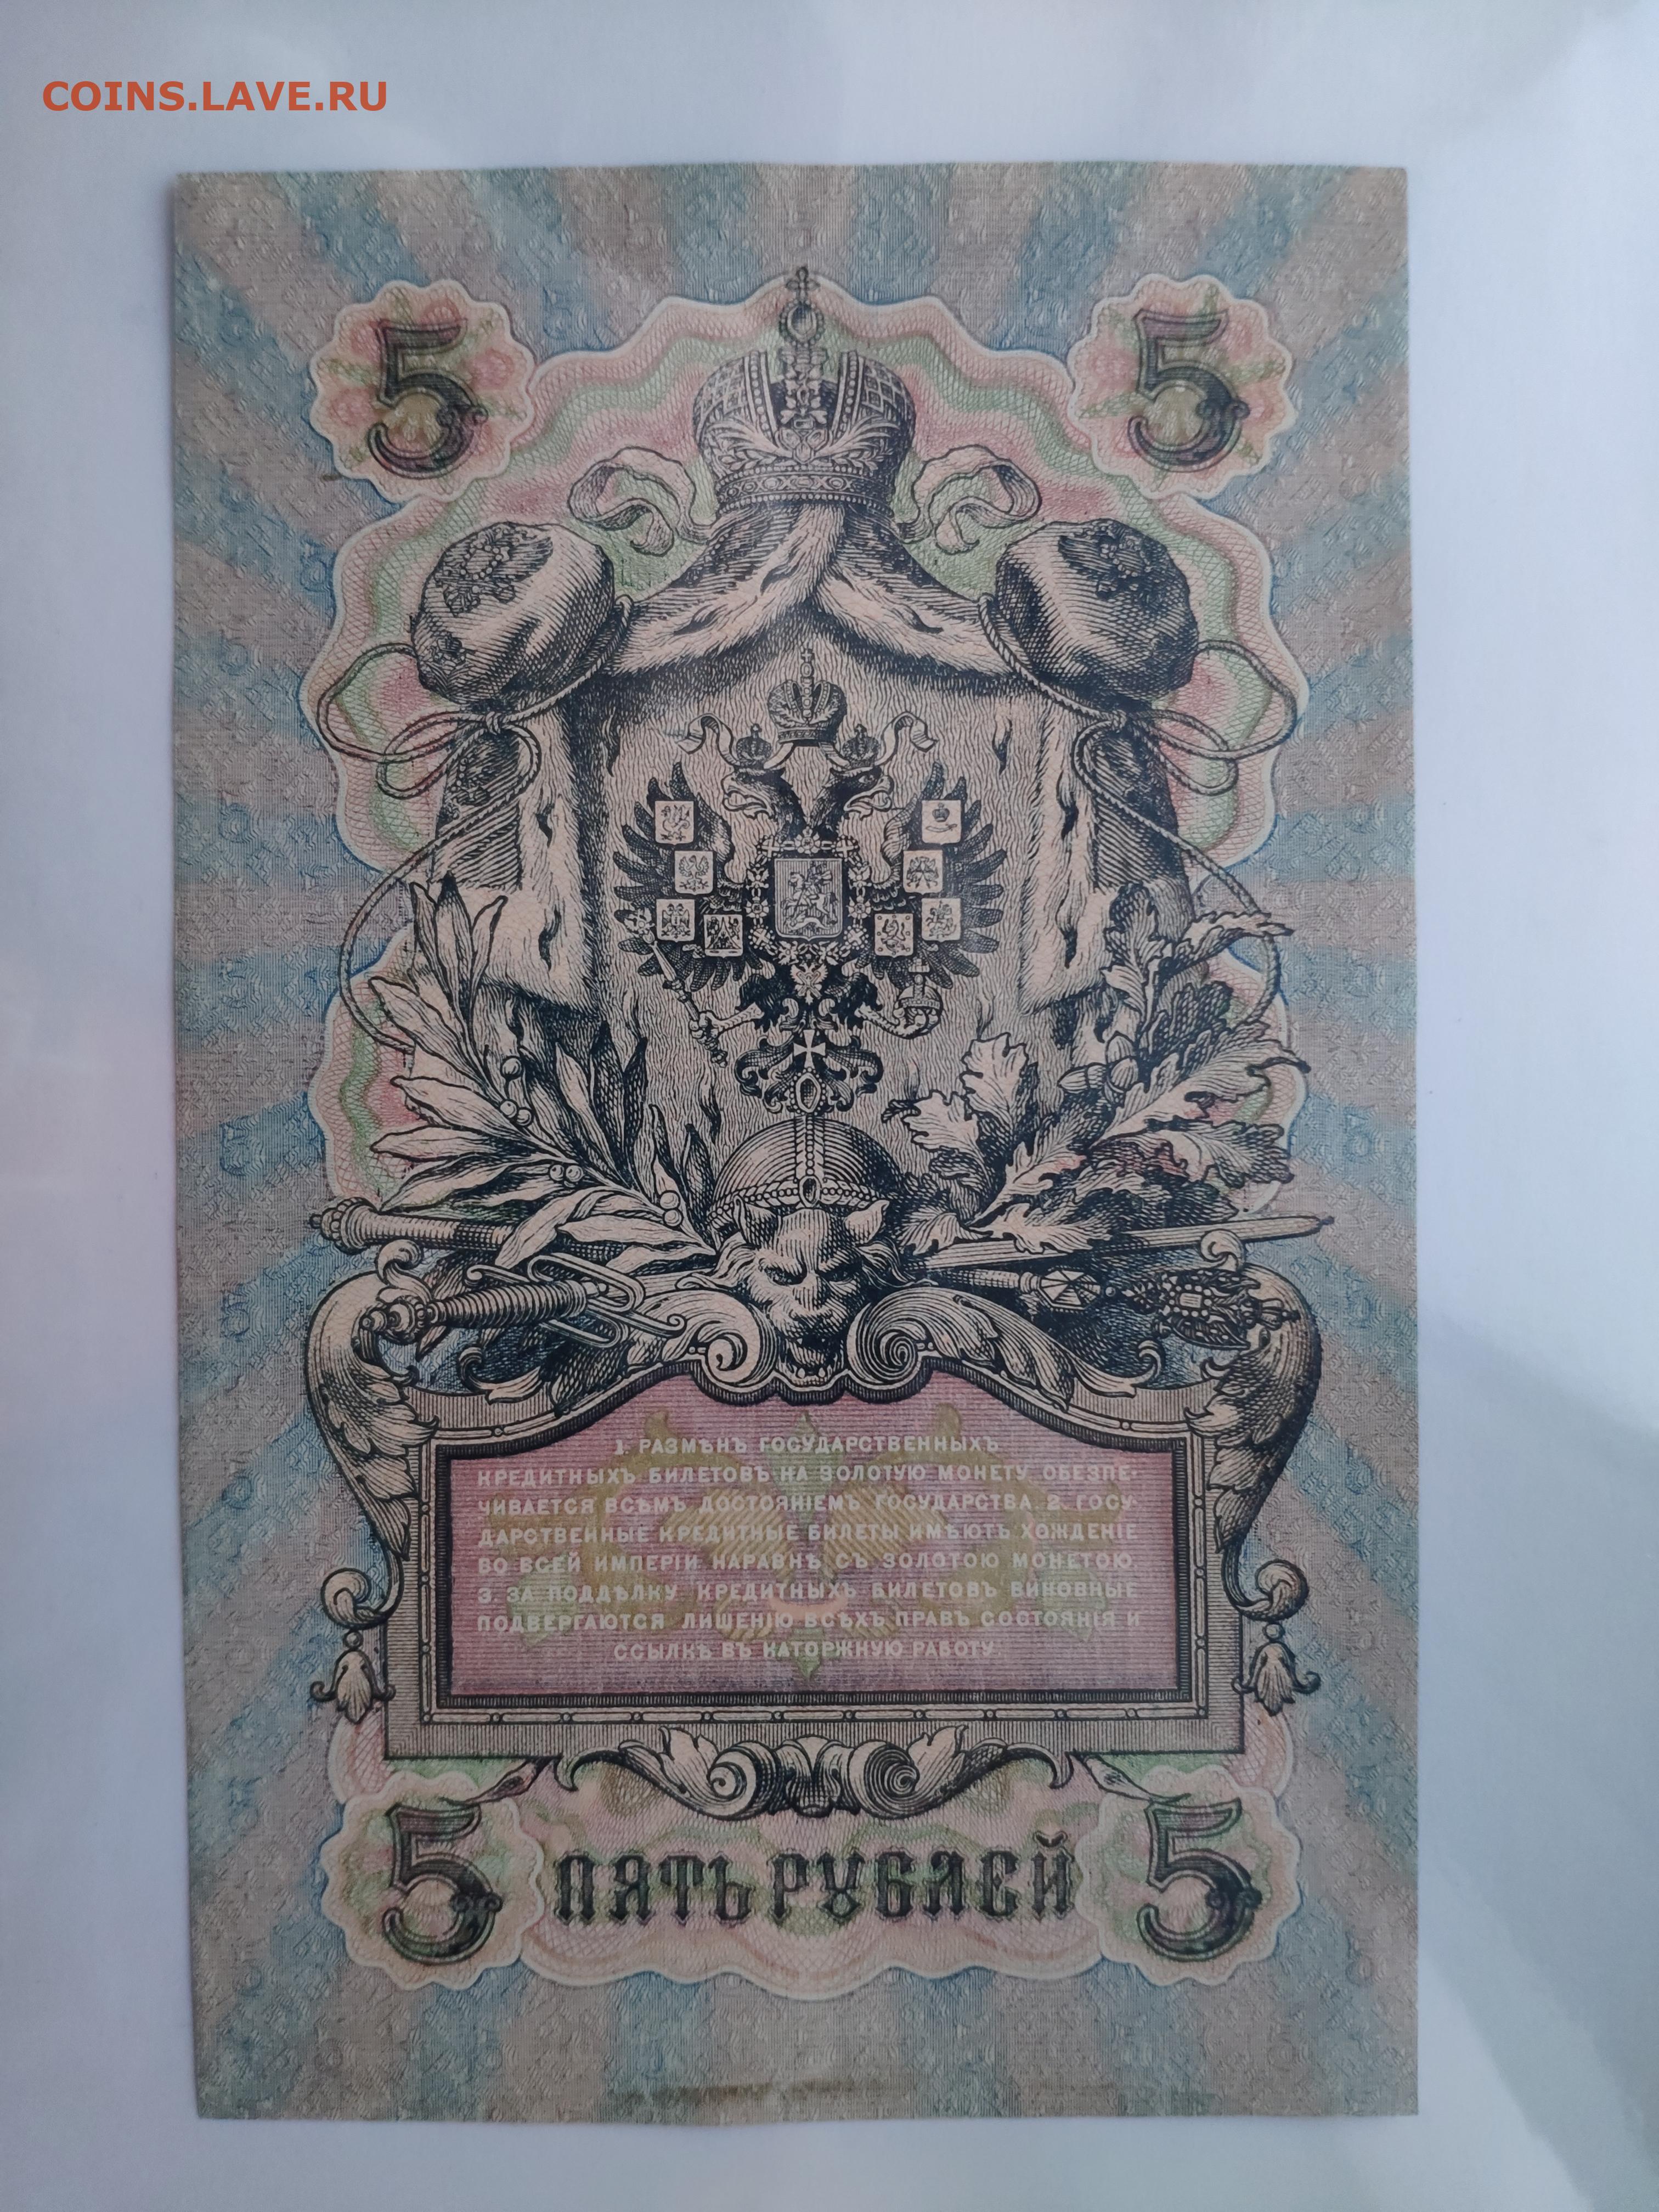 COINS.LAVE.RU
5 5
1. РАЗМѢНЪ ГОСУДАРСТВЕННЫХЪ
КРЕДИТНЫХЪ БИЛЕТОВЪ НА ЗОЛОТУЮ МОНЕТУ ОБЕЗПЕ-
ЧИВАЕТСЯ ВСѢМЪ ДОСТОЯНІЕМЪ ГОСУДАРСТВА. 2. ГОСУ-
ДАРСТВЕННЫЕ КРЕДИТНЫЕ БИЛЕТЫ ИМѢЮТЪ ХОЖДЕНІЕ
ВО ВСЕЙ ИМПЕРІИ НАРАВНѢ СЪ ЗОЛОТОЮ МОНЕТОЮ.
3. ЗА ПОДДѢЛКУ КРЕДИТНЫХЪ БИЛЕТОВЪ ВИНОВНЫЕ
ПОДВЕРГАЮТСЯ ЛИШЕНІЮ ВСѢХЪ ПРАВЪ СОСТОЯНІЯ И
ССЫЛКѢ ВЪ КАТОРЖНУЮ РАБОТУ.
5 ПЯТЬ РУБЛЕЙ 5